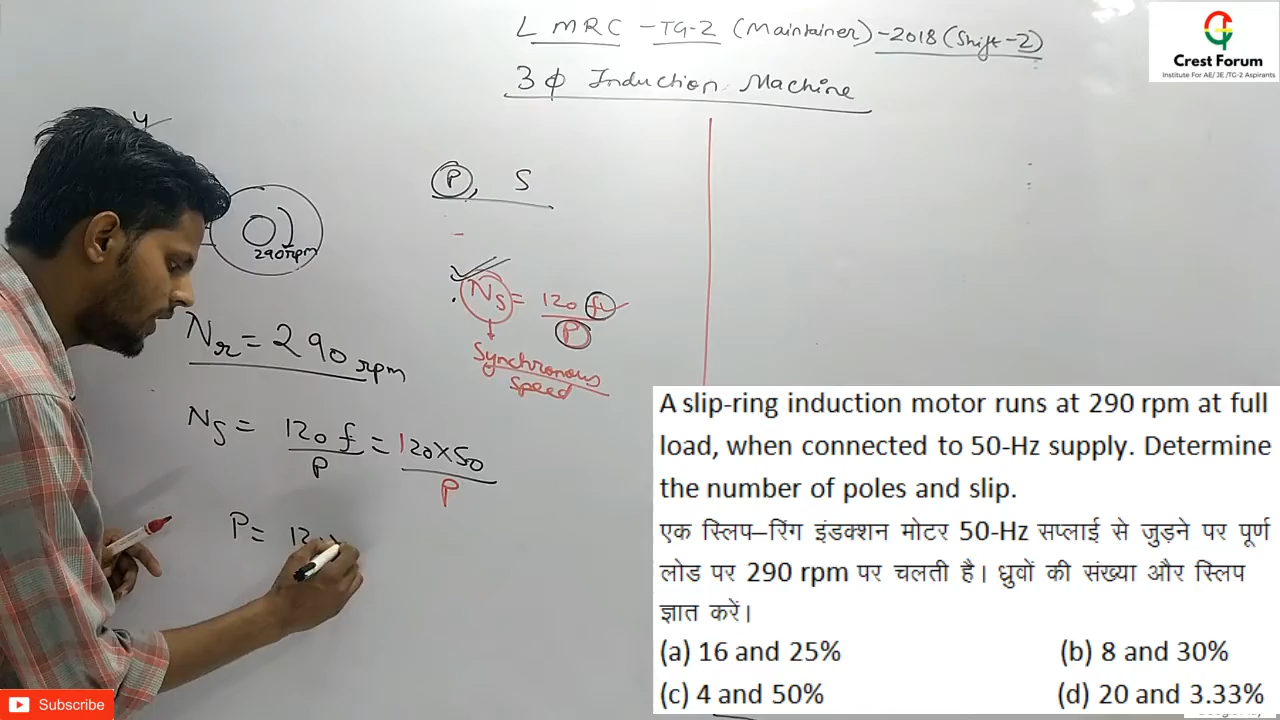 L MRC - TG-2 (Maintainer) - 2018 (Shift-2)
3 ϕ Induction Machine
Crest Forum
Institute For AE/ JE /TG-2 Aspirants
4
290rpm
P, S
Ns = 120 f / P
Synchronous
speed
Nr = 290 rpm
Ns = 120 f / P = 120 × 50 / P
P = 12
A slip-ring induction motor runs at 290 rpm at full
load, when connected to 50-Hz supply. Determine
the number of poles and slip.
एक स्लिप–रिंग इंडक्शन मोटर 50-Hz सप्लाई से जुड़ने पर पूर्ण
लोड पर 290 rpm पर चलती है। ध्रुवों की संख्या और स्लिप
ज्ञात करें।
(a) 16 and 25% (b) 8 and 30%
(c) 4 and 50% (d) 20 and 3.33%
Subscribe